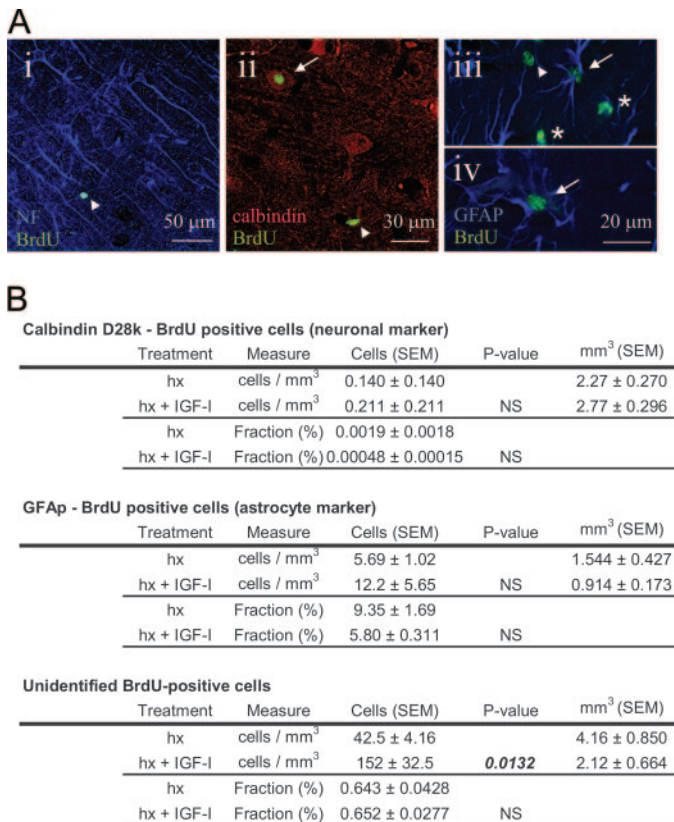 A
i
NF
BrdU
50 µm
ii
calbindin
BrdU
30 µm
iii
*
*
iv
GFAP
BrdU
20 µm
B
Calbindin D28k - BrdU positive cells (neuronal marker)
Treatment Measure Cells (SEM) P-value mm³ (SEM)
hx cells / mm³ 0.140 ± 0.140 2.27 ± 0.270
hx + IGF-I cells / mm³ 0.211 ± 0.211 NS 2.77 ± 0.296
hx Fraction (%) 0.0019 ± 0.0018
hx + IGF-I Fraction (%) 0.00048 ± 0.00015 NS
GFAp - BrdU positive cells (astrocyte marker)
Treatment Measure Cells (SEM) P-value mm³ (SEM)
hx cells / mm³ 5.69 ± 1.02 1.544 ± 0.427
hx + IGF-I cells / mm³ 12.2 ± 5.65 NS 0.914 ± 0.173
hx Fraction (%) 9.35 ± 1.69
hx + IGF-I Fraction (%) 5.80 ± 0.311 NS
Unidentified BrdU-positive cells
Treatment Measure Cells (SEM) P-value mm³ (SEM)
hx cells / mm³ 42.5 ± 4.16 4.16 ± 0.850
hx + IGF-I cells / mm³ 152 ± 32.5 0.0132 2.12 ± 0.664
hx Fraction (%) 0.643 ± 0.0428
hx + IGF-I Fraction (%) 0.652 ± 0.0277 NS